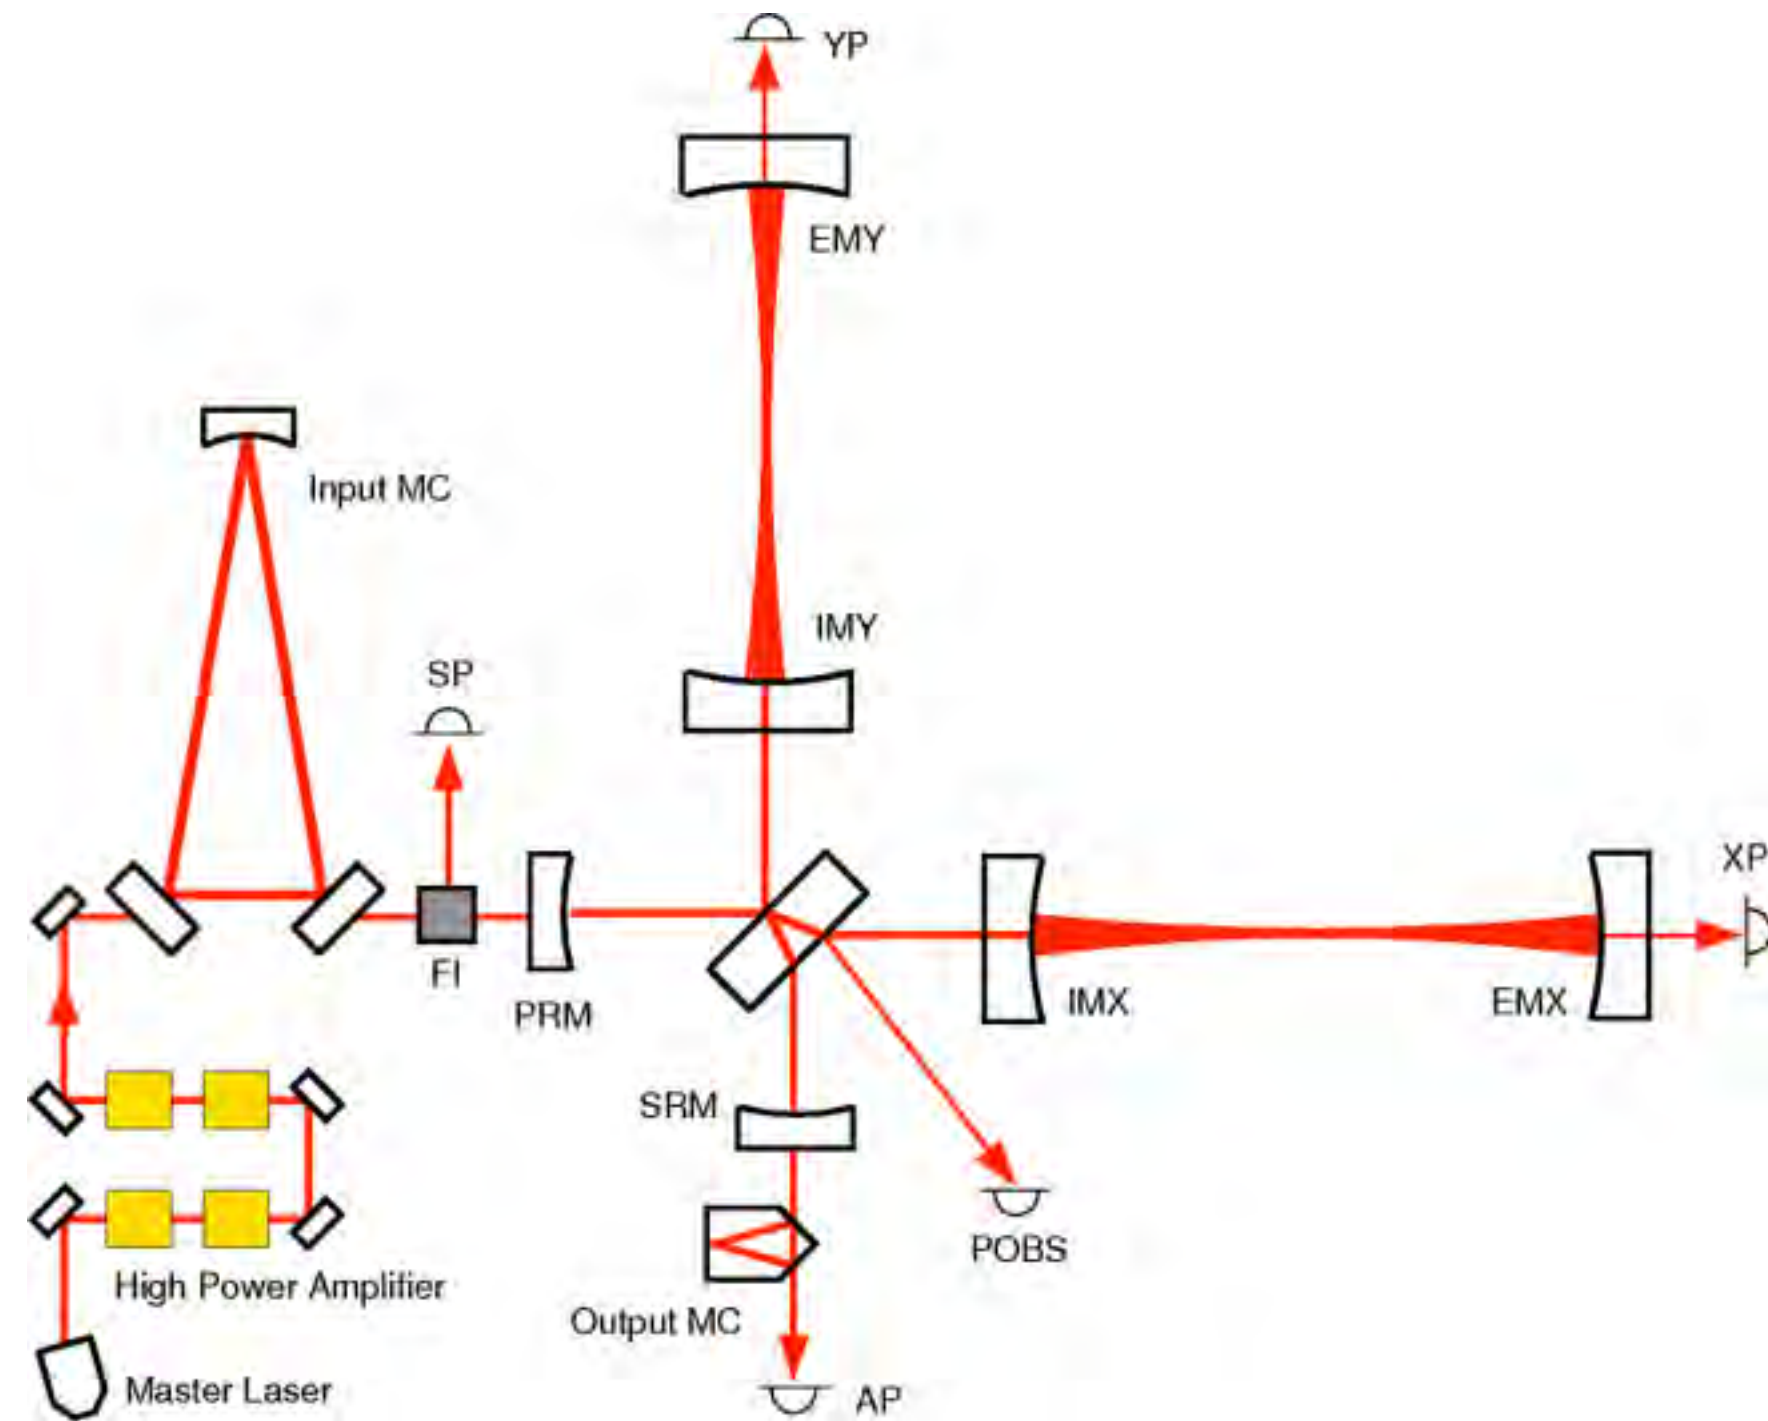 YP
EMY
Input MC
IMY
SP
XP
FI
PRM
IMX
EMX
SRM
POBS
High Power Amplifier
Output MC
Master Laser
AP